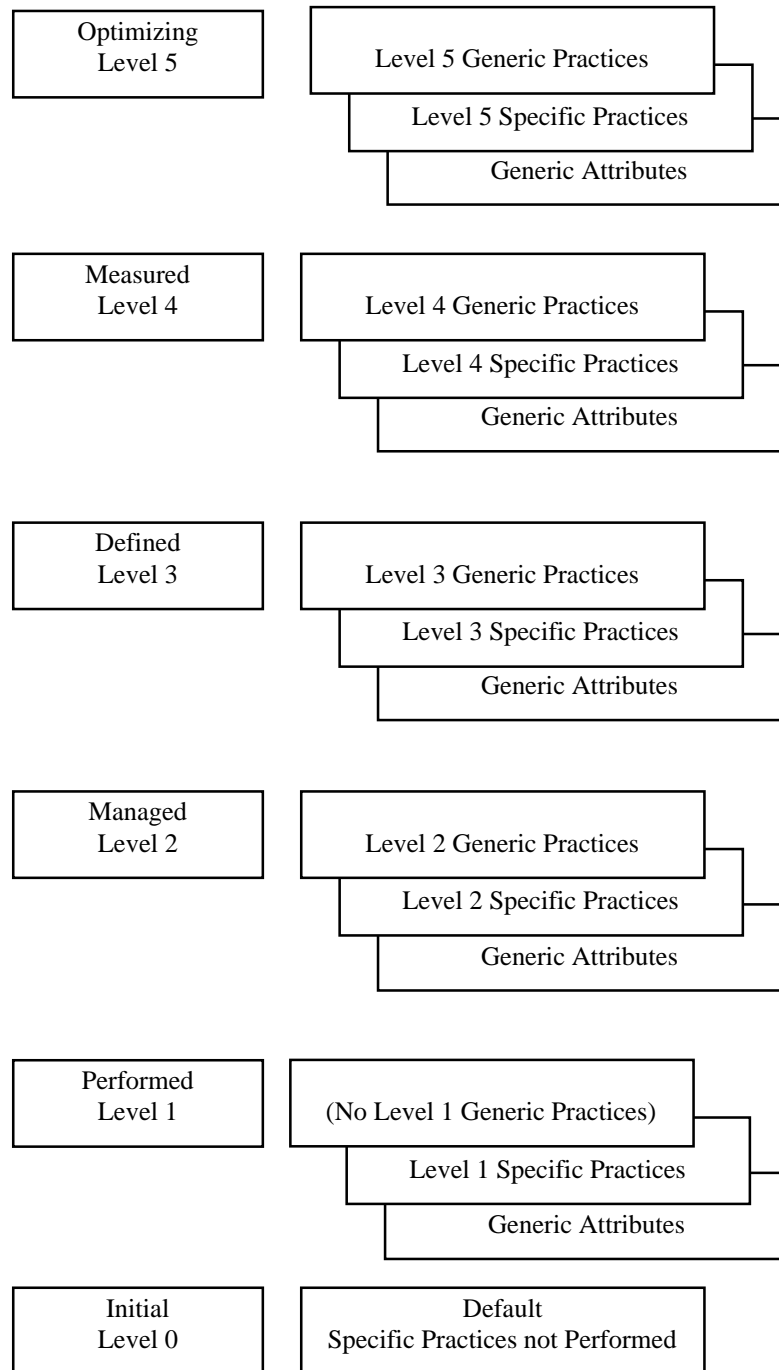 Optimizing
Level 5
Level 5 Generic Practices
Level 5 Specific Practices
Generic Attributes
Measured
Level 4
Level 4 Generic Practices
Level 4 Specific Practices
Generic Attributes
Defined
Level 3
Level 3 Generic Practices
Level 3 Specific Practices
Generic Attributes
Managed
Level 2
Level 2 Generic Practices
Level 2 Specific Practices
Generic Attributes
Performed
Level 1
(No Level 1 Generic Practices)
Level 1 Specific Practices
Generic Attributes
Initial
Level 0
Default
Specific Practices not Performed